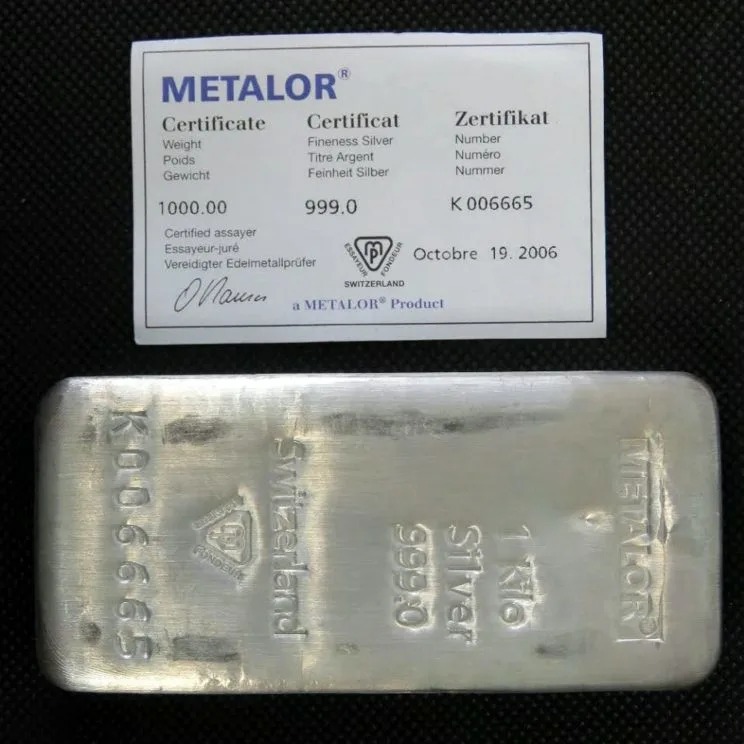 METALOR®
Certificate Certificat Zertifikat
Weight Fineness Silver Number
Poids Titre Argent Numéro
Gewicht Feinheit Silber Nummer
1000.00 999.0 K 006665
Certified assayer
Essayeur-juré
Vereidigter Edelmetallprüfer
ESSAYEUR FONDEUR
MP
SWITZERLAND
Octobre 19. 2006
a METALOR® Product
METALOR®
1 Kilo
Silver
999.0
Switzerland
FONDEUR
K006665